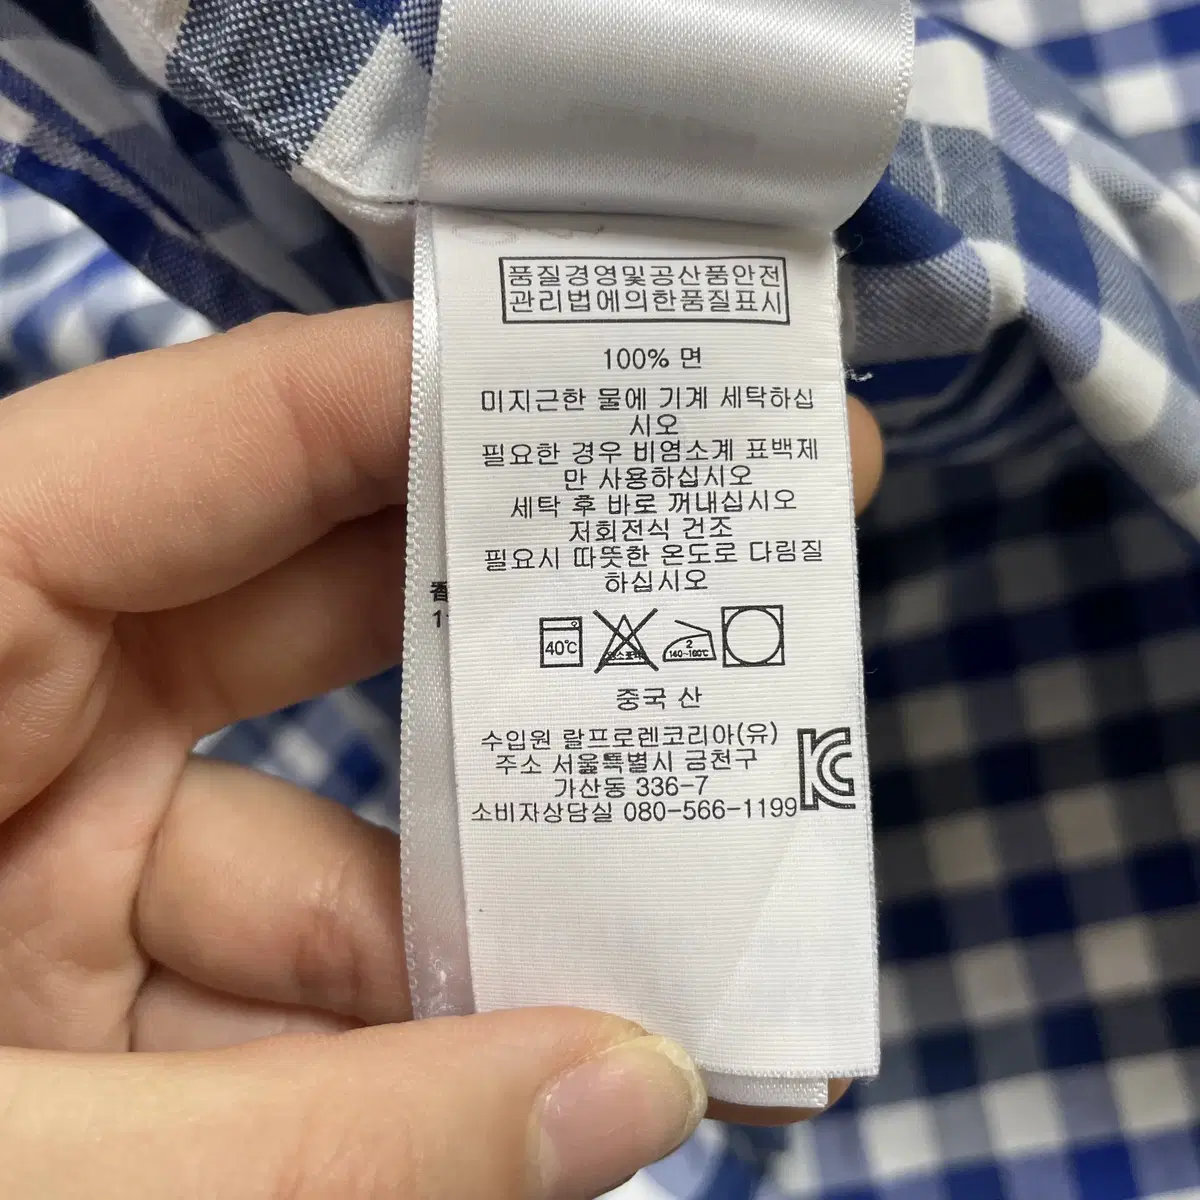 품질경영및공산품안전
관리법에의한품질표시
100% 면
미지근한 물에 기계 세탁하십
시오
필요한 경우 비염소계 표백제
만 사용하십시오
세탁 후 바로 꺼내십시오
저회전식 건조
필요시 따뜻한 온도로 다림질
하십시오
40℃
2
140~160℃
중국 산
수입원 랄프로렌코리아(유)
주소 서울특별시 금천구
가산동 336-7
소비자상담실 080-566-1199